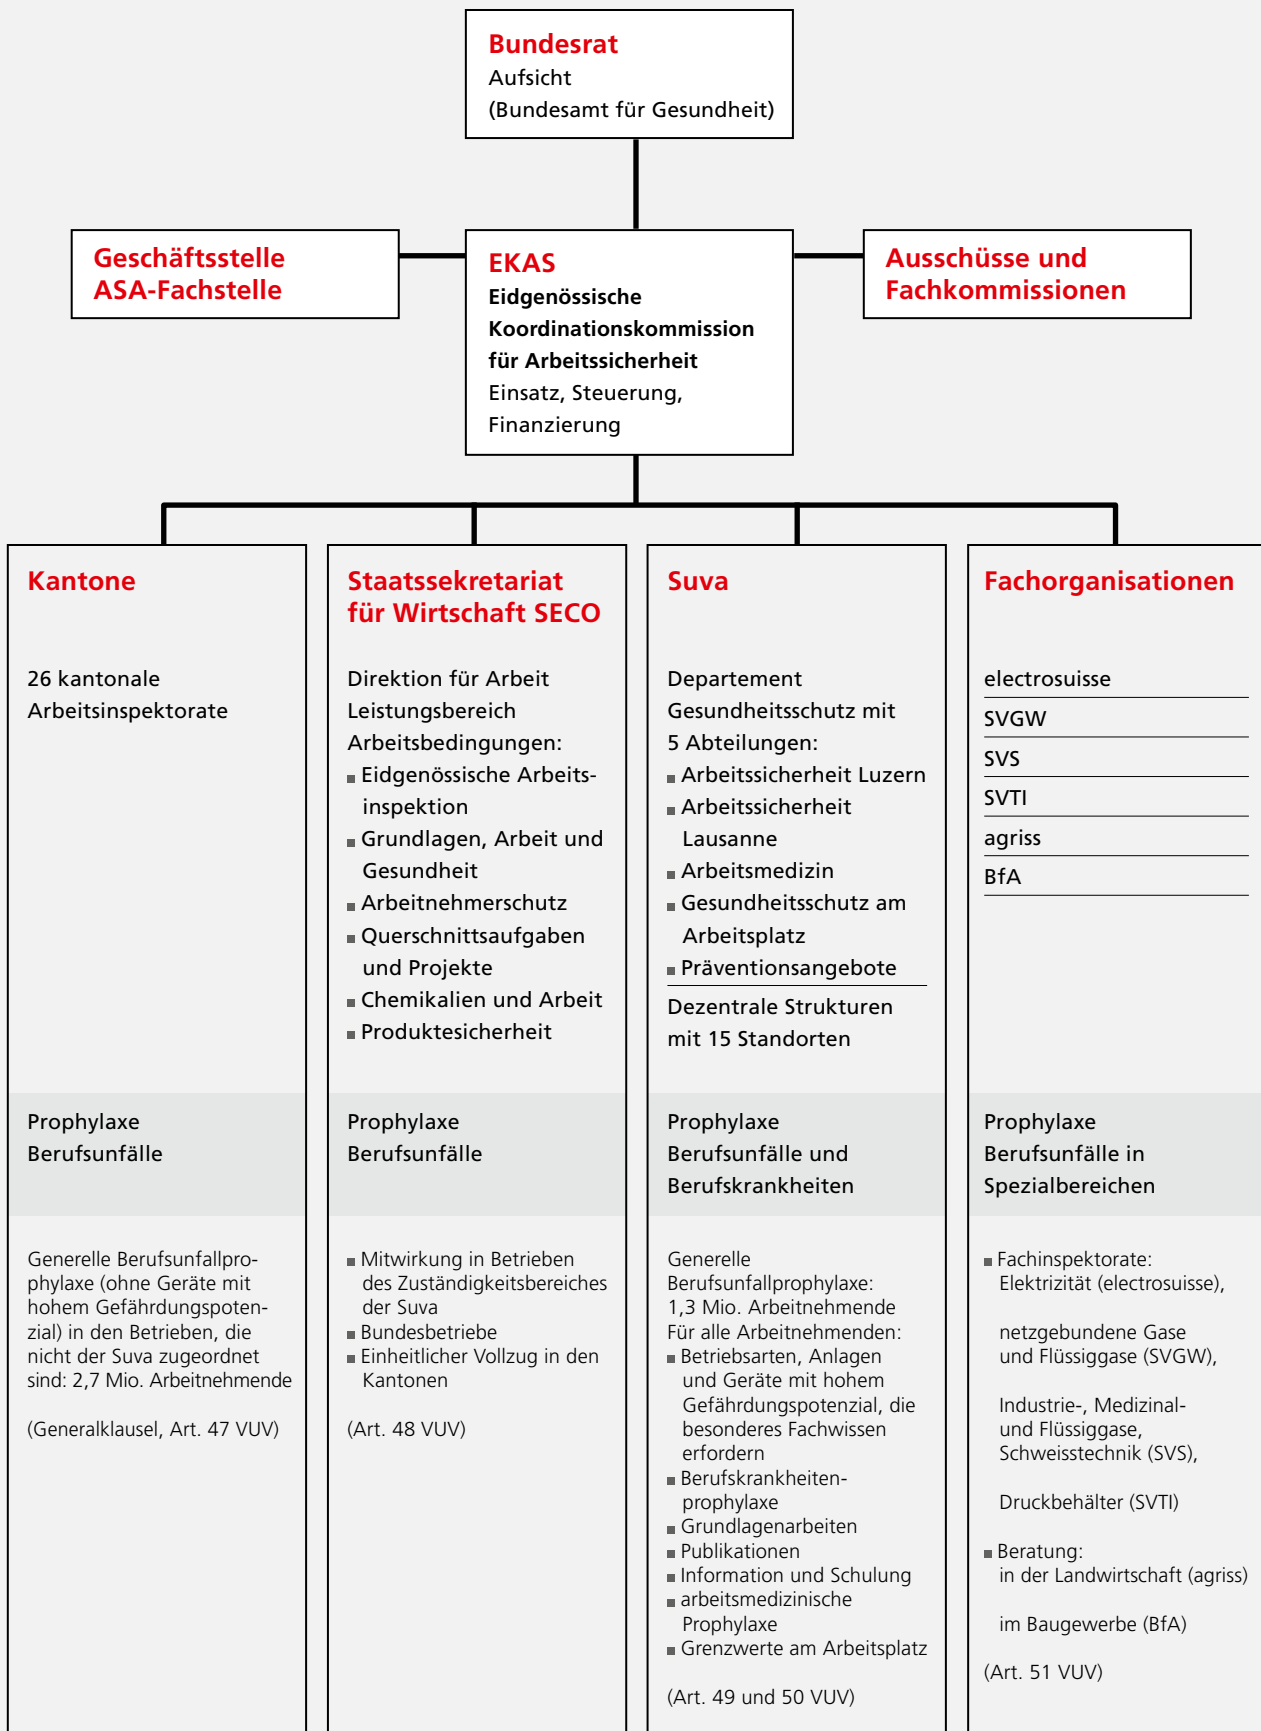 Bundesrat
Aufsicht
(Bundesamt für Gesundheit)
Geschäftsstelle
ASA-Fachstelle
EKAS
Eidgenössische
Koordinationskommission
für Arbeitssicherheit
Einsatz, Steuerung,
Finanzierung
Ausschüsse und
Fachkommissionen
Kantone
26 kantonale
Arbeitsinspektorate
Prophylaxe
Berufsunfälle
Generelle Berufsunfallpro-
phylaxe (ohne Geräte mit
hohem Gefährdungspoten-
zial) in den Betrieben, die
nicht der Suva zugeordnet
sind: 2,7 Mio. Arbeitnehmende
(Generalklausel, Art. 47 VUV)
Staatssekretariat
für Wirtschaft SECO
Direktion für Arbeit
Leistungsbereich
Arbeitsbedingungen:
■ Eidgenössische Arbeits-
inspektion
■ Grundlagen, Arbeit und
Gesundheit
■ Arbeitnehmerschutz
■ Querschnittsaufgaben
und Projekte
■ Chemikalien und Arbeit
■ Produktesicherheit
Prophylaxe
Berufsunfälle
■ Mitwirkung in Betrieben
des Zuständigkeitsbereiches
der Suva
■ Bundesbetriebe
■ Einheitlicher Vollzug in den
Kantonen
(Art. 48 VUV)
Suva
Departement
Gesundheitsschutz mit
5 Abteilungen:
■ Arbeitssicherheit Luzern
■ Arbeitssicherheit
Lausanne
■ Arbeitsmedizin
■ Gesundheitsschutz am
Arbeitsplatz
■ Präventionsangebote
Dezentrale Strukturen
mit 15 Standorten
Prophylaxe
Berufsunfälle und
Berufskrankheiten
Generelle
Berufsunfallprophylaxe:
1,3 Mio. Arbeitnehmende
Für alle Arbeitnehmenden:
■ Betriebsarten, Anlagen
und Geräte mit hohem
Gefährdungspotenzial, die
besonderes Fachwissen
erfordern
■ Berufskrankheiten-
prophylaxe
■ Grundlagenarbeiten
■ Publikationen
■ Information und Schulung
■ arbeitsmedizinische
Prophylaxe
■ Grenzwerte am Arbeitsplatz
(Art. 49 und 50 VUV)
Fachorganisationen
electrosuisse
SVGW
SVS
SVTI
agriss
BfA
Prophylaxe
Berufsunfälle in
Spezialbereichen
■ Fachinspektorate:
Elektrizität (electrosuisse),
netzgebundene Gase
und Flüssiggase (SVGW),
Industrie-, Medizinal-
und Flüssiggase,
Schweisstechnik (SVS),
Druckbehälter (SVTI)
■ Beratung:
in der Landwirtschaft (agriss)
im Baugewerbe (BfA)
(Art. 51 VUV)